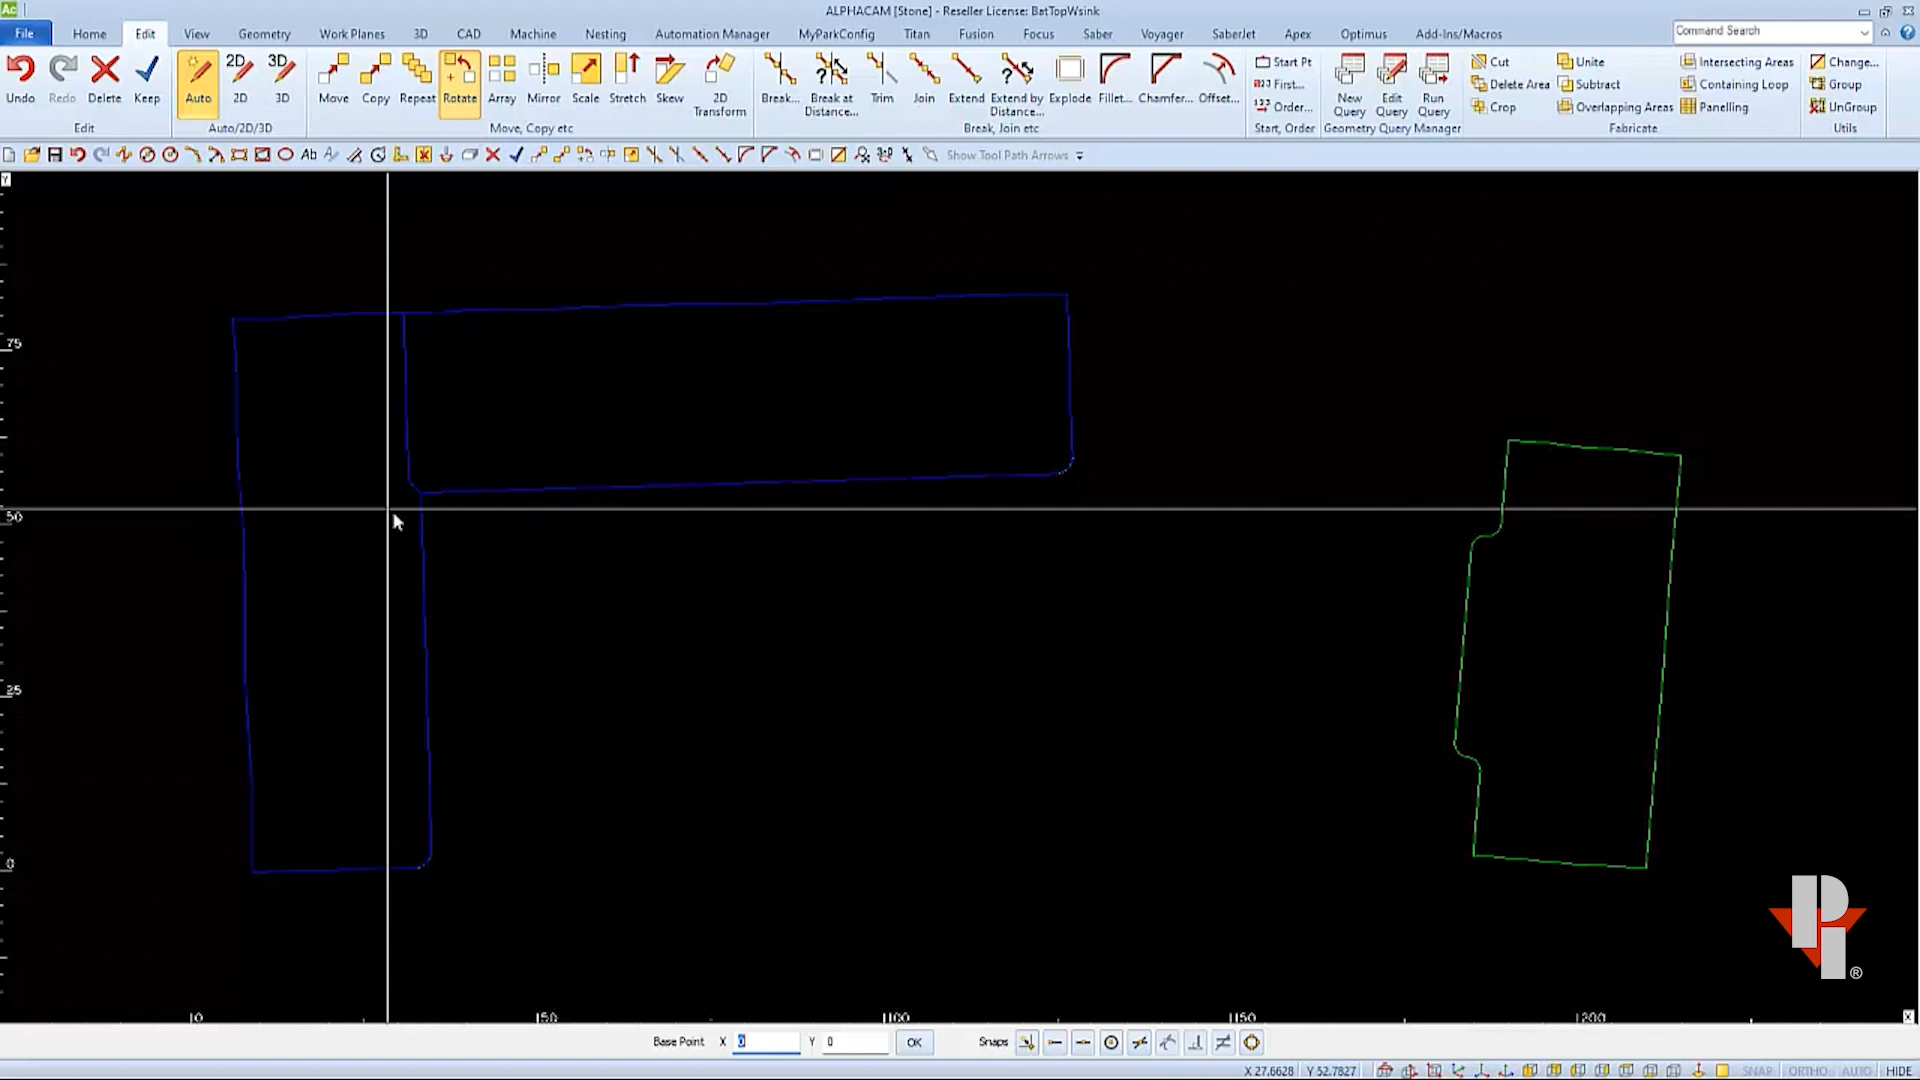 ALPHACAM [Stone] - Reseller License: BatTopWsink
File Home Edit View Geometry Work Planes 3D CAD Machine Nesting Automation Manager MyParkConfig Titan Fusion Focus Saber Voyager SaberJet Apex Optimus Add-Ins/Macros Command Search
Undo Redo Delete Keep
Edit
Auto 2D 3D
Auto/2D/3D
Move Copy Repeat Rotate Array Mirror Scale Stretch Skew 2D Transform
Move, Copy etc
Break... Break at Distance... Trim Join Extend Extend by Distance... Explode Fillet... Chamfer... Offset...
Break, Join etc
Start Pt
First...
Order...
Start, Order
New Query Edit Query Run Query
Geometry Query Manager
Cut Unite Intersecting Areas
Delete Area Subtract Containing Loop
Crop Overlapping Areas Panelling
Fabricate
Change...
Group
UnGroup
Utils
Show Tool Path Arrows
Y
75
50
25
0
0 50 100 150 200 X
PI ®
Base Point X 0 Y 0 OK Snaps
X 27.6628 Y 52.7827 SNAP ORTHO AUTO HIDE